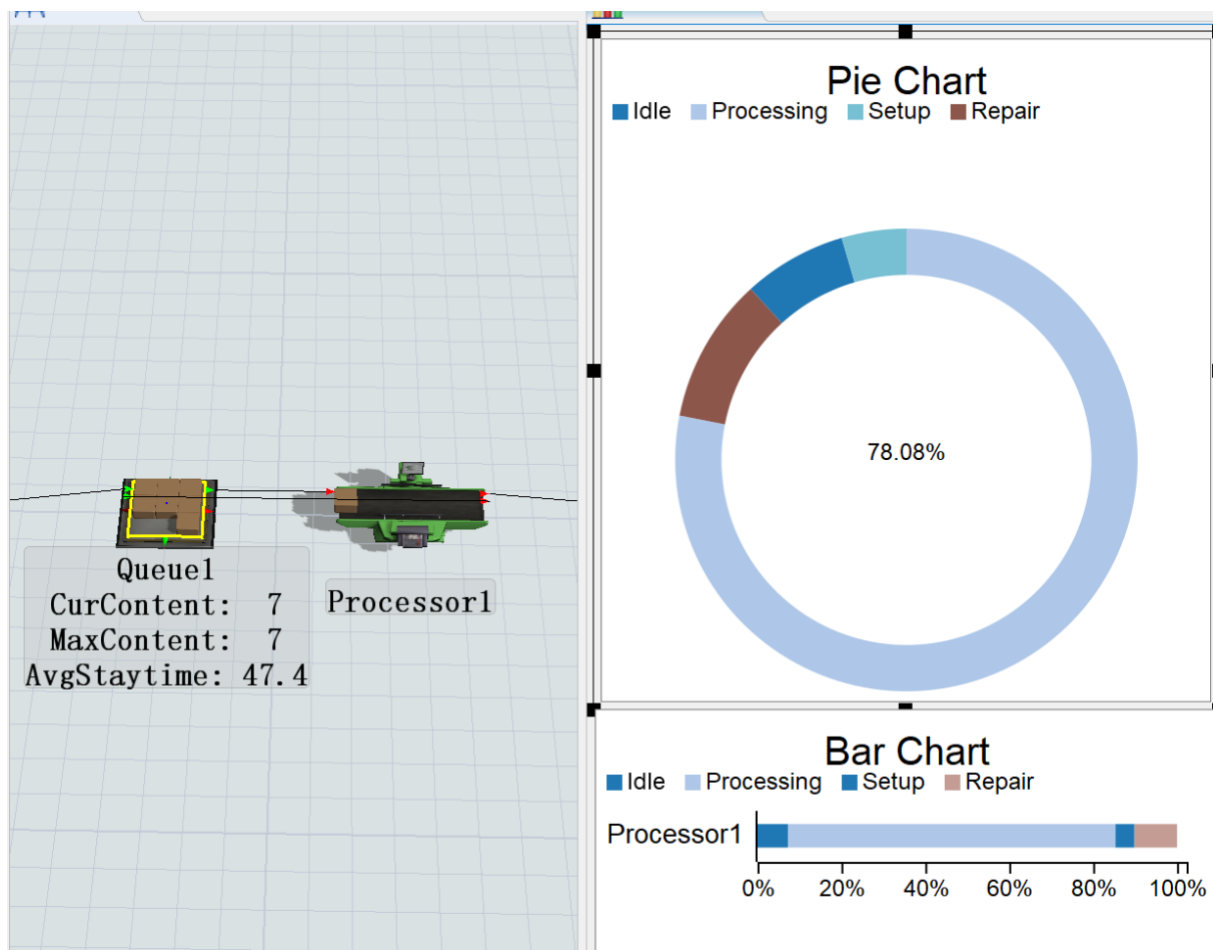 Queue1
CurContent: 7
MaxContent: 7
AvgStaytime: 47.4
Processor1
Pie Chart
Idle Processing Setup Repair
78.08%
Bar Chart
Idle Processing Setup Repair
Processor1
0% 20% 40% 60% 80% 100%